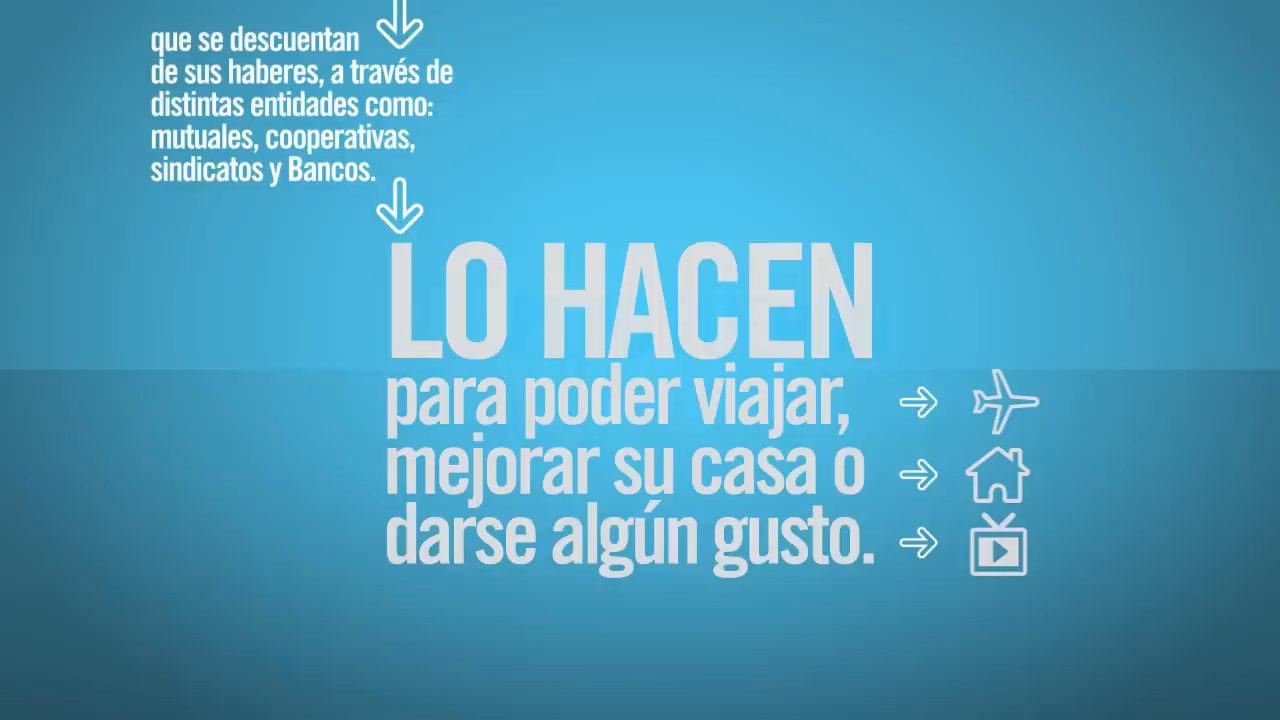 que se descuentan
de sus haberes, a través de
distintas entidades como:
mutuales, cooperativas,
sindicatos y Bancos.
LO HACEN
para poder viajar,
mejorar su casa o
darse algún gusto.